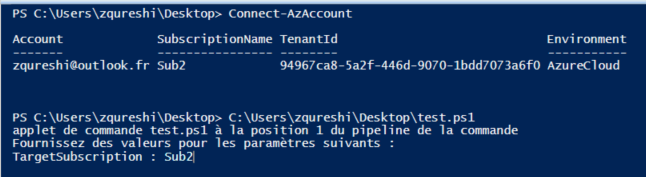 PS C:\Users\zqureshi\Desktop> Connect-AzAccount
Account SubscriptionName TenantId Environment
------- ---------------- -------- -----------
zqureshi@outlook.fr Sub2 94967ca8-5a2f-446d-9070-1bdd7073a6f0 AzureCloud
PS C:\Users\zqureshi\Desktop> C:\Users\zqureshi\Desktop\test.ps1
applet de commande test.ps1 à la position 1 du pipeline de la commande
Fournissez des valeurs pour les paramètres suivants :
TargetSubscription : Sub2